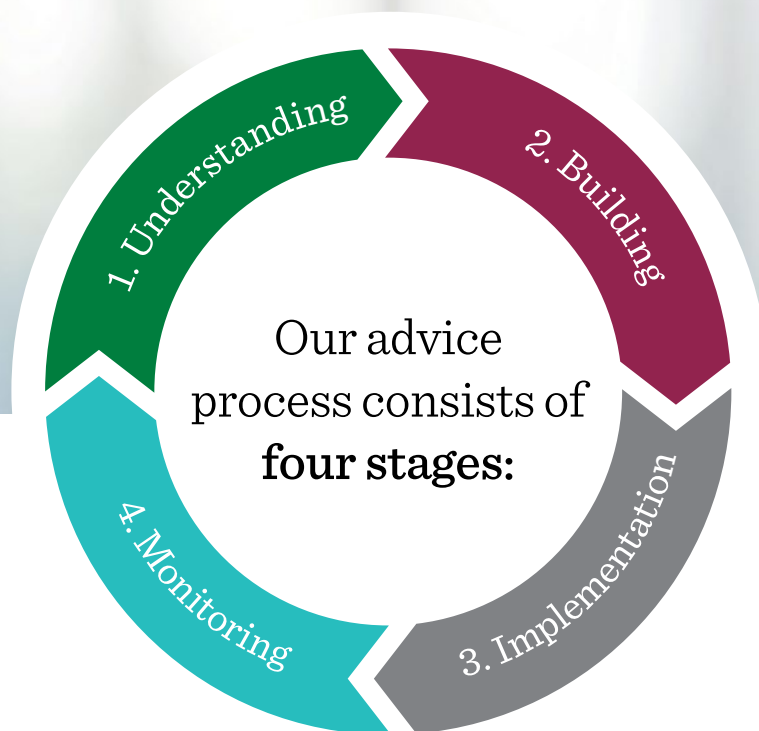 Our advice
process consists of
four stages:
1. Understanding
2. Building
3. Implementation
4. Monitoring